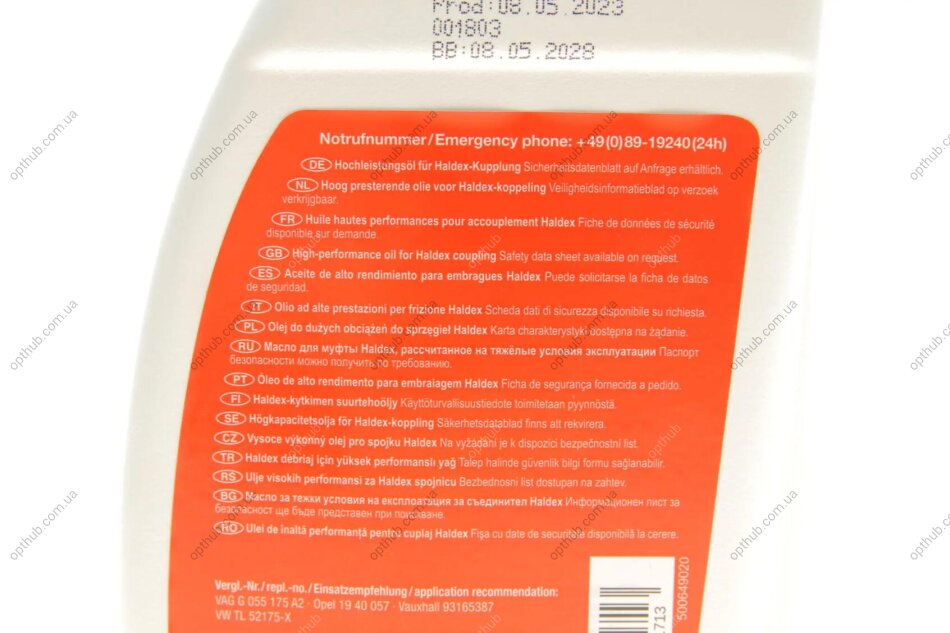 Prod:08.05.2023
001803
BB:08.05.2028
Notrufnummer/Emergency phone: +49(0)89-19240(24h)
DE Hochleistungsöl für Haldex-Kupplung Sicherheitsdatenblatt auf Anfrage erhältlich.
NL Hoog presterende olie voor Haldex-koppeling Veiligheidsinformatieblad op verzoek
verkrijgbaar.
FR Huile hautes performances pour accouplement Haldex Fiche de données de sécurité
disponible sur demande.
GB High-performance oil for Haldex coupling Safety data sheet available on request.
ES Aceite de alto rendimiento para embragues Haldex Puede solicitarse la ficha de datos
de seguridad.
IT Olio ad alte prestazioni per frizione Haldex Scheda dati di sicurezza disponibile su richiesta.
PL Olej do dużych obciążeń do sprzęgieł Haldex Karta charakterystyki dostępna na żądanie.
RU Масло для муфты Haldex, рассчитанное на тяжёлые условия эксплуатации Паспорт
безопасности можно получить по требованию.
PT Óleo de alto rendimento para embraiagem Haldex Ficha de segurança fornecida a pedido.
FI Haldex-kytkimen suurtehoöljy Käyttöturvallisuustiedote toimitetaan pyynnöstä.
SE Högkapacitetsolja för Haldex-koppling Säkerhetsdatablad finns att rekvirera.
CZ Vysoce výkonný olej pro spojku Haldex Na vyžádání je k dispozici bezpečnostní list.
TR Haldex debriaj için yüksek performanslı yağ Talep halinde güvenlik bilgi formu sağlanabilir.
RS Ulje visokih performansi za Haldex spojnicu Bezbednosni list dostupan na zahtev.
BG Масло за тежки условия на експлоатация за съединител Haldex Информационен лист за
безопасност ще бъде представен при поискване.
RO Ulei de înaltă performanță pentru cuplaj Haldex Fișa cu date de securitate disponibilă la cerere.
Vergl.-Nr./repl.-no./Einsatzempfehlung/application recommendation:
VAG G 055 175 A2 · Opel 19 40 057 · Vauxhall 93165387
VW TL 52175-X
500649020
.713
opthub.com.ua